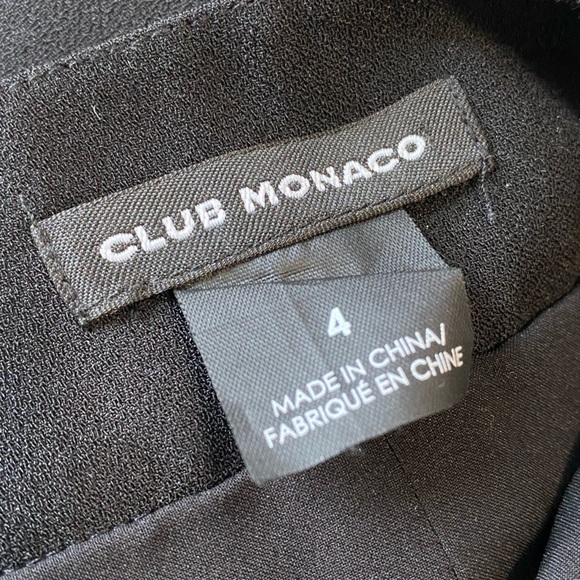 CLUB MONACO
4
MADE IN CHINA/
FABRIQUÉ EN CHINE